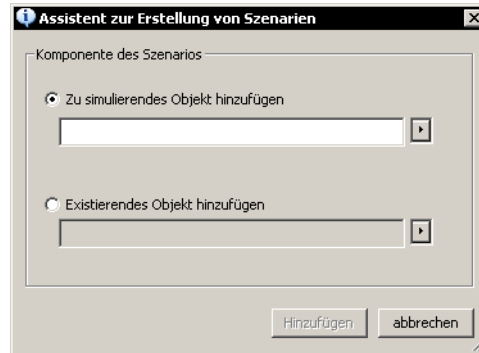 Assistent zur Erstellung von Szenarien
Komponente des Szenarios
Zu simulierendes Objekt hinzufügen
Existierendes Objekt hinzufügen
Hinzufügen abbrechen